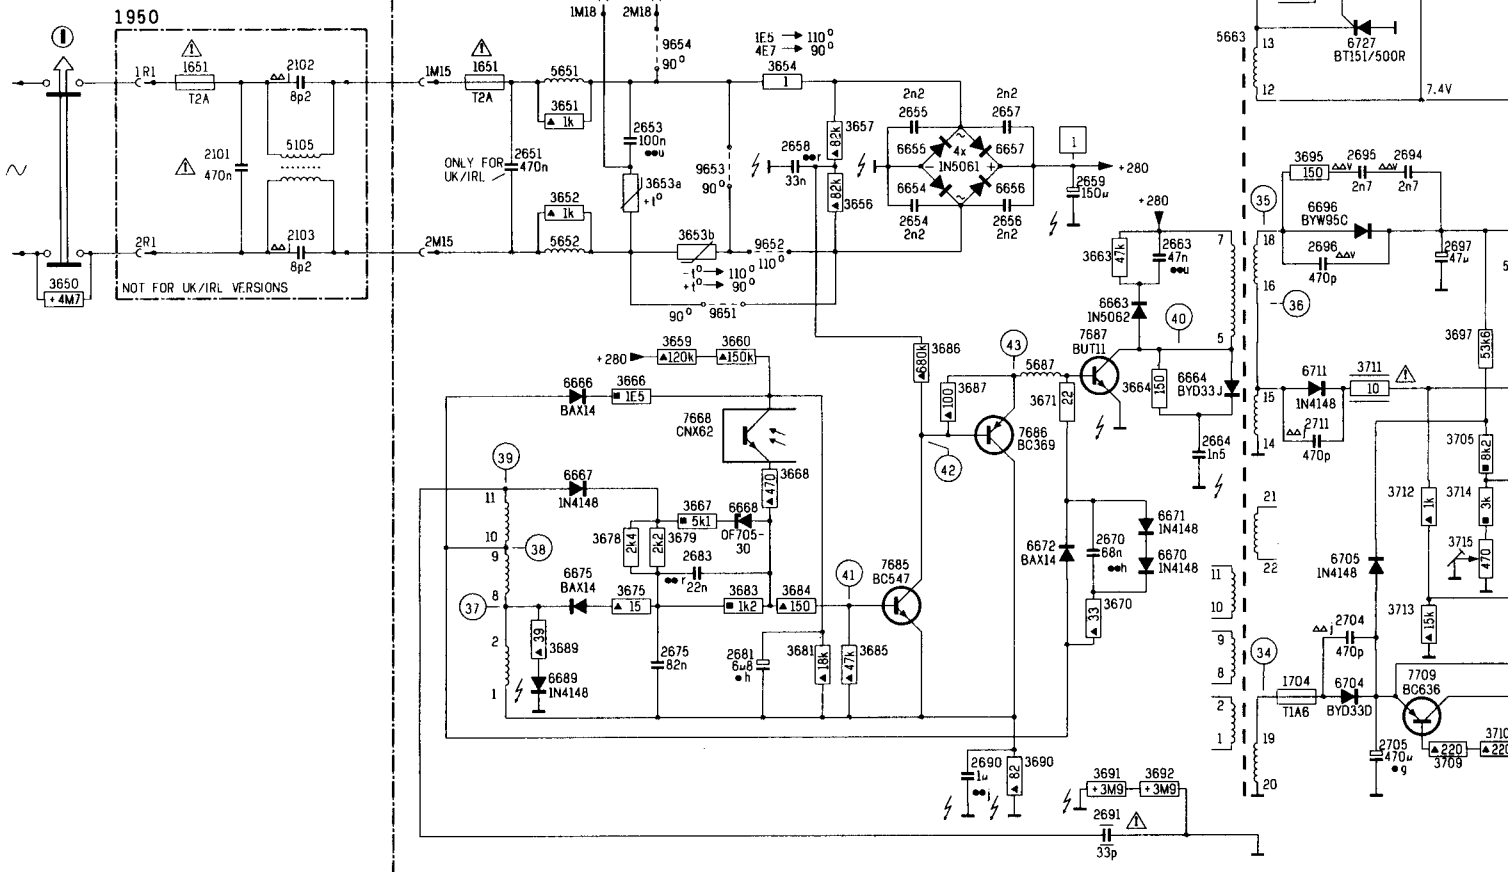 1950
1M18
2M18
9654
90°
1E5 → 110°
4E7 → 90°
3654
1
5663
13
12
6727
BT151/500R
7.4V
1R1
1651
T2A
2102
8p2
1M15
1651
T2A
5651
3651
1k
2653
100n
u
2101
470n
5105
ONLY FOR
UK/IRL
2651
470n
3653a
+t°
9653
90°
2658
r
33n
3657
82k
82k
3656
2n2
2655
2n2
2657
6655
4x
6657
1N5061
6654
6656
2654
2n2
2656
2n2
1
+280
2659
150µ
3652
1k
5652
2R1
2103
8p2
2M15
3650
+4M7
NOT FOR UK/IRL VERSIONS
3653b
-t° → 110°
+t° → 90°
9652
110°
90°
9651
+280
3663
47k
2663
47n
u
7
5
6663
1N5062
40
3695
150
2695
v
2n7
2694
v
2n7
35
18
16
6696
BYW95C
2696
v
470p
2697
47µ
36
3697
53k6
+280
3659
120k
3660
150k
3686
680k
43
5687
7687
BUT11
3687
100
3671
22
3664
150
6664
BYD33J
7686
BC369
42
2664
1n5
15
14
6711
1N4148
3711
10
j
2711
470p
3705
8k2
3712
1k
3714
3k
3715
470
3713
15k
6666
BAX14
3666
1E5
7668
CNX62
3668
470
39
11
10
9
8
2
1
38
37
6667
1N4148
3667
5k1
6668
OF705-
30
3678
2k4
2k2
3679
2683
r
22n
6675
BAX14
3675
15
3683
1k2
3684
150
41
7685
BC547
39
3689
6689
1N4148
2675
82n
2681
6µ8
h
3681
18k
47k
3685
6672
BAX14
2670
68n
h
6671
1N4148
6670
1N4148
33
3670
21
22
11
10
9
8
2
1
6705
1N4148
34
j
2704
470p
1704
T1A6
6704
BYD33D
7709
BC636
19
20
2705
470µ
g
220
3709
3710
220
2690
1µ
j
82
3690
3691
+3M9
3692
+3M9
2691
33p